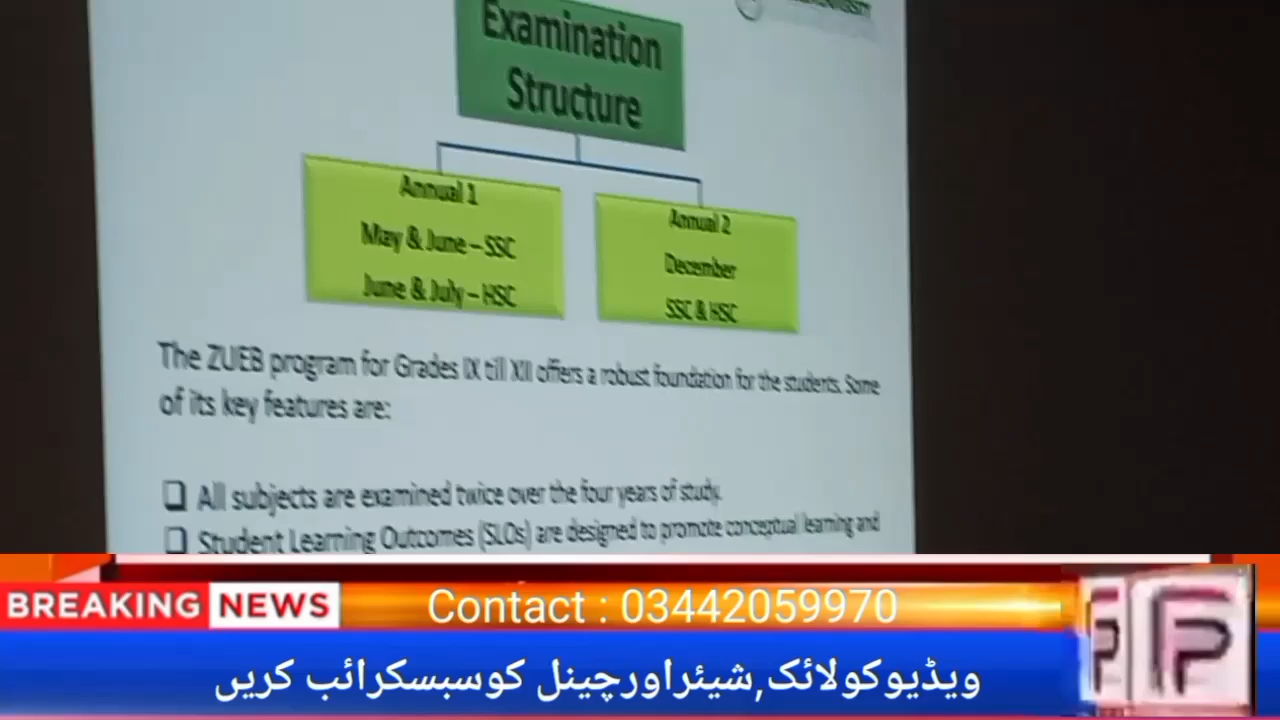 Examination
Structure
Annual 1
May & June – SSC
June & July – HSC
Annual 2
December
SSC & HSC
The ZUEB program for Grades IX till XII offers a robust foundation for the students. Some
of its key features are:
❑ All subjects are examined twice over the four years of study.
❑ Student Learning Outcomes (SLOs) are designed to promote conceptual learning and
BREAKING NEWS
Contact : 03442059970
ویڈیوکولائک,شیئراورچینل کوسبسکرائب کریں